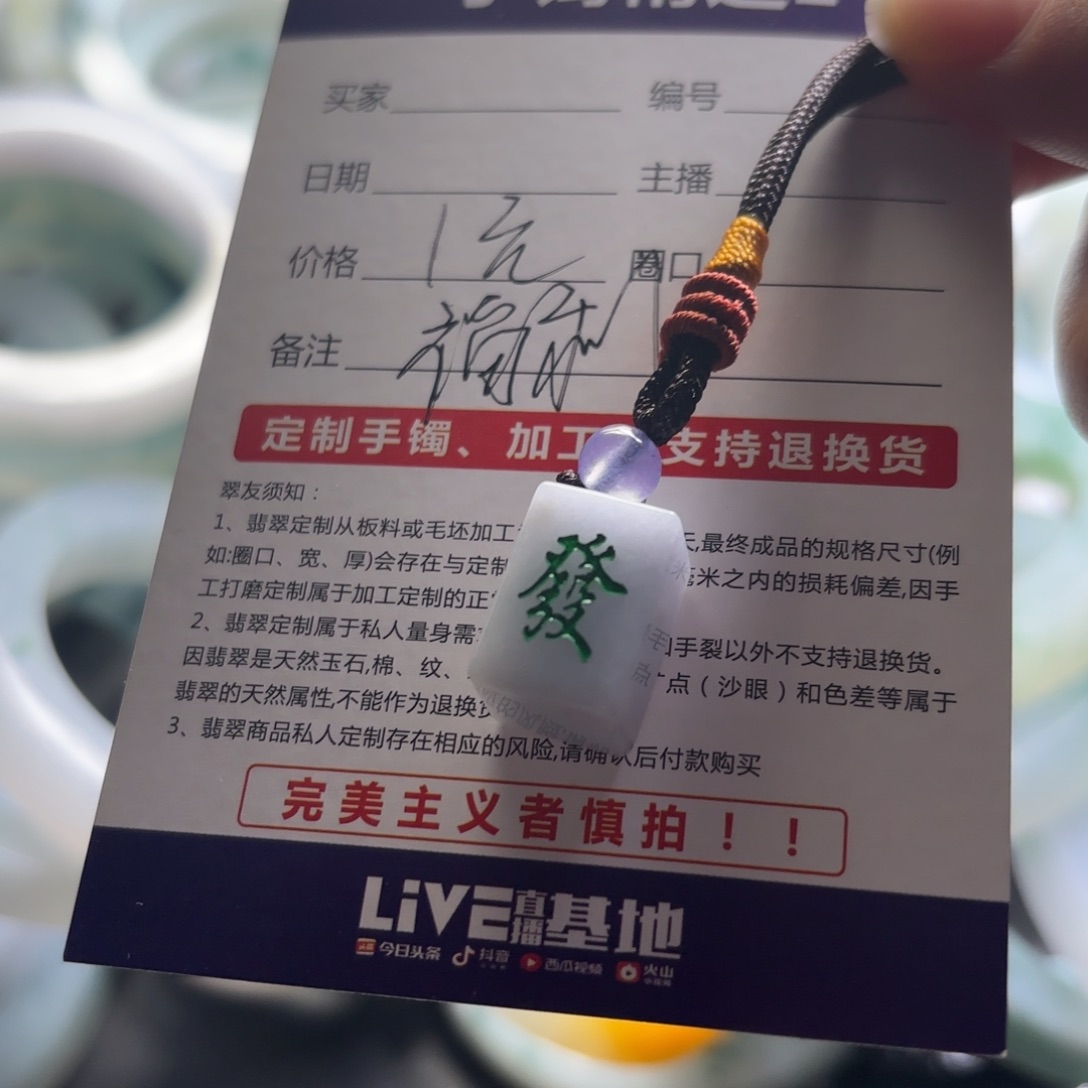 买家 编号
日期 主播
价格 1元 圈口
备注 福利
定制手镯、加工 支持退换货
發
翠友须知：
1、翡翠定制从板料或毛坯加工 天,最终成品的规格尺寸(例
如:圈口、宽、厚)会存在与定制 毫米之内的损耗偏差,因手
工打磨定制属于加工定制的正
2、翡翠定制属于私人量身需 手裂以外不支持退换货。
因翡翠是天然玉石,棉、纹、 点（沙眼）和色差等属于
翡翠的天然属性,不能作为退换
3、翡翠商品私人定制存在相应的风险,请确认后付款购买
完美主义者慎拍！！
LiVE直播基地
今日头条 抖音 西瓜视频 火山